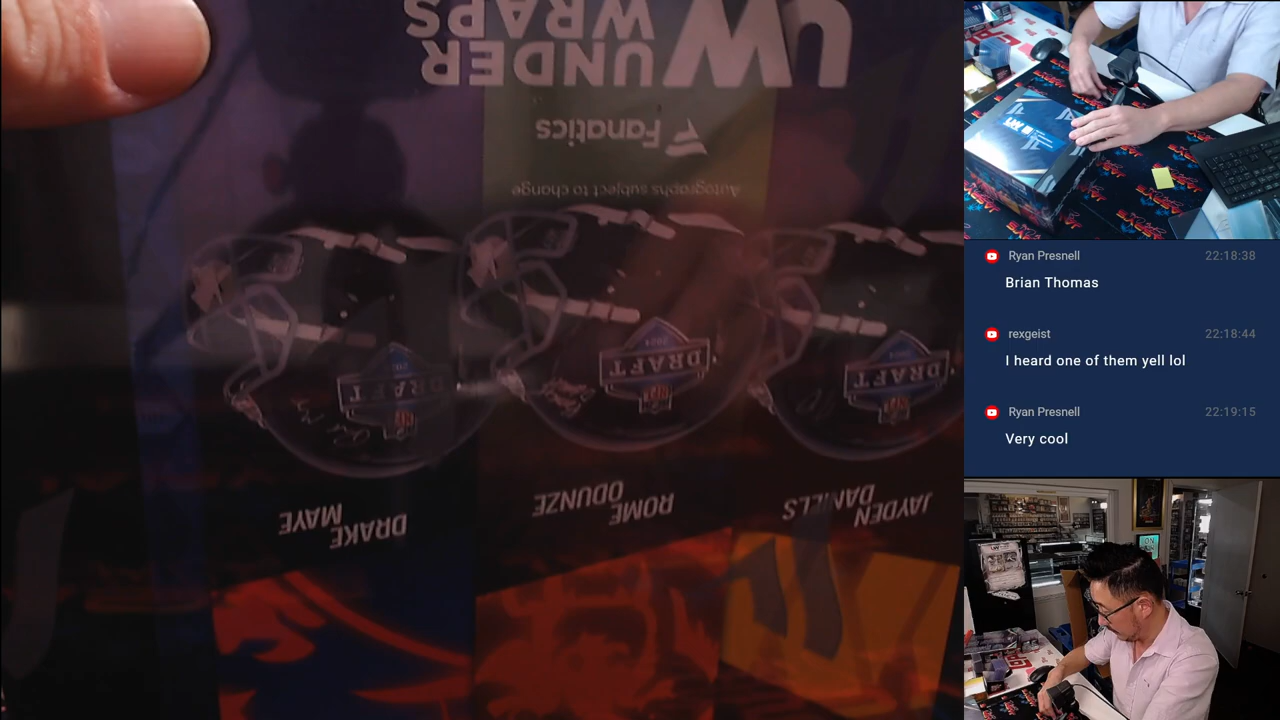 UW UNDER
WRAPS
Fanatics
Autographs subject to change
2024
DRAFT
NFL
DRAFT
DRAFT
DRAKE
MAYE
ROME
ODUNZE
JAYDEN
DANIELS
Ryan Presnell 22:18:38
Brian Thomas
rexgeist 22:18:44
I heard one of them yell lol
Ryan Presnell 22:19:15
Very cool